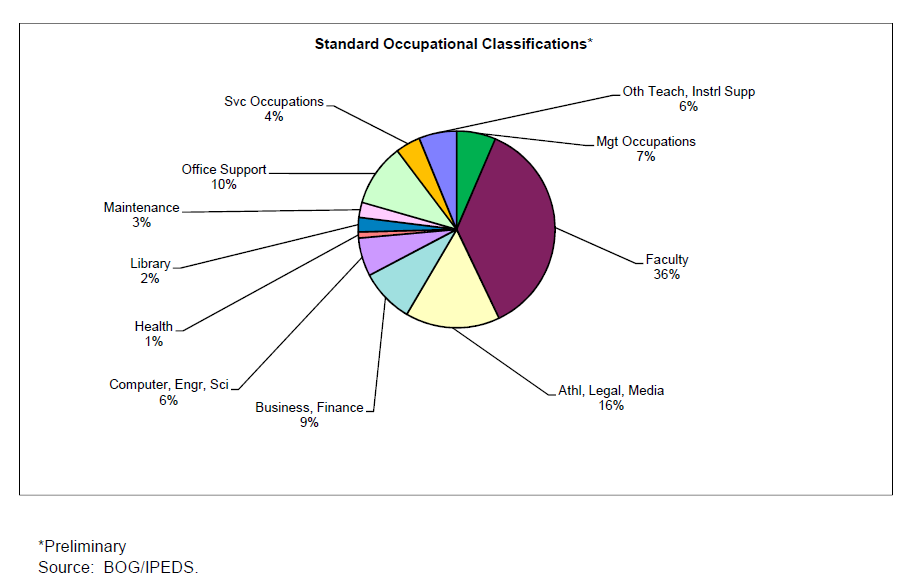 Standard Occupational Classifications*
Oth Teach, Instrl Supp
6%
Mgt Occupations
7%
Faculty
36%
Athl, Legal, Media
16%
Business, Finance
9%
Computer, Engr, Sci
6%
Health
1%
Library
2%
Maintenance
3%
Office Support
10%
Svc Occupations
4%
*Preliminary
Source:  BOG/IPEDS.